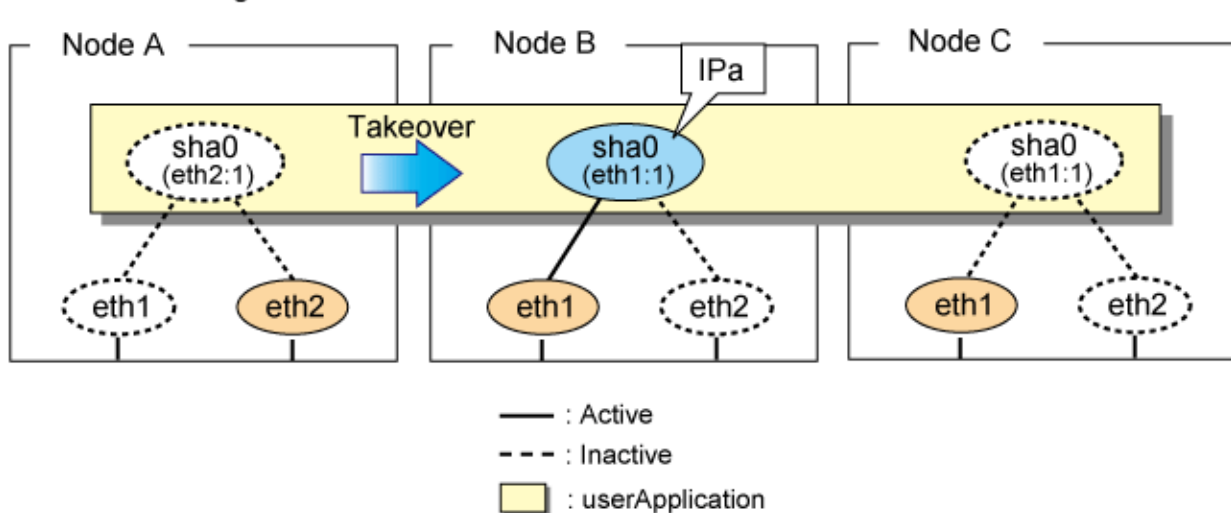 Node A
Node B
Node C
IPa
Takeover
sha0
(eth2:1)
sha0
(eth1:1)
sha0
(eth1:1)
eth1
eth2
eth1
eth2
eth1
eth2
: Active
: Inactive
: userApplication